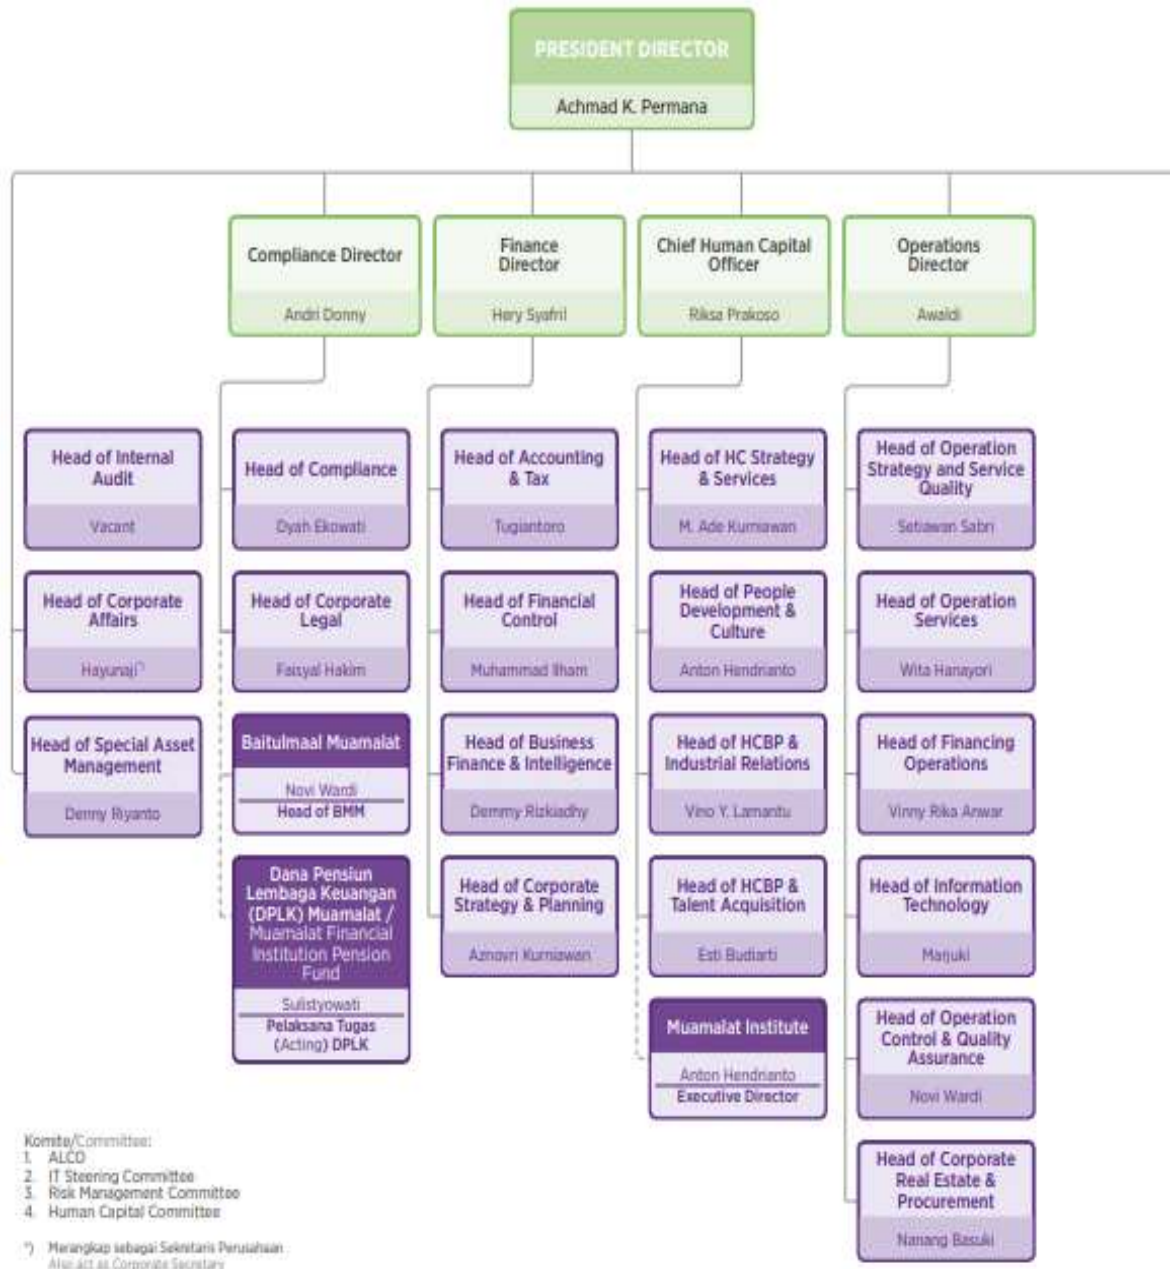 PRESIDENT DIRECTOR
Achmad K. Permana
Compliance Director
Andri Donny
Finance
Director
Hery Syafril
Chief Human Capital
Officer
Riksa Prakoso
Operations
Director
Awaldi
Head of Internal
Audit
Vacant
Head of Corporate
Affairs
Hayunaji*)
Head of Special Asset
Management
Denny Riyanto
Head of Compliance
Dyah Ekowati
Head of Corporate
Legal
Faisyal Hakim
Baitulmaal Muamalat
Novi Wardi
Head of BMM
Dana Pensiun
Lembaga Keuangan
(DPLK) Muamalat /
Muamalat Financial
Institution Pension
Fund
Sulistyowati
Pelaksana Tugas
(Acting) DPLK
Head of Accounting
& Tax
Tugiantoro
Head of Financial
Control
Muhammad Ilham
Head of Business
Finance & Intelligence
Demmy Rizkiadhy
Head of Corporate
Strategy & Planning
Aznovri Kurniawan
Head of HC Strategy
& Services
M. Ade Kurniawan
Head of People
Development &
Culture
Anton Hendrianto
Head of HCBP &
Industrial Relations
Vino Y. Lamantu
Head of HCBP &
Talent Acquisition
Esti Budiarti
Muamalat Institute
Anton Hendrianto
Executive Director
Head of Operation
Strategy and Service
Quality
Setiawan Sabri
Head of Operation
Services
Wita Hanayori
Head of Financing
Operations
Vinny Rika Anwar
Head of Information
Technology
Marjuki
Head of Operation
Control & Quality
Assurance
Novi Wardi
Head of Corporate
Real Estate &
Procurement
Nanang Basuki
Komite/Committee:
1. ALCO
2. IT Steering Committee
3. Risk Management Committee
4. Human Capital Committee
*) Merangkap sebagai Sekretaris Perusahaan
Also act as Corporate Secretary